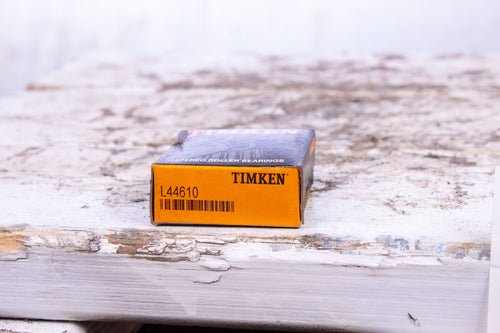 TAPERED ROLLER BEARINGS
TIMKEN
L44610